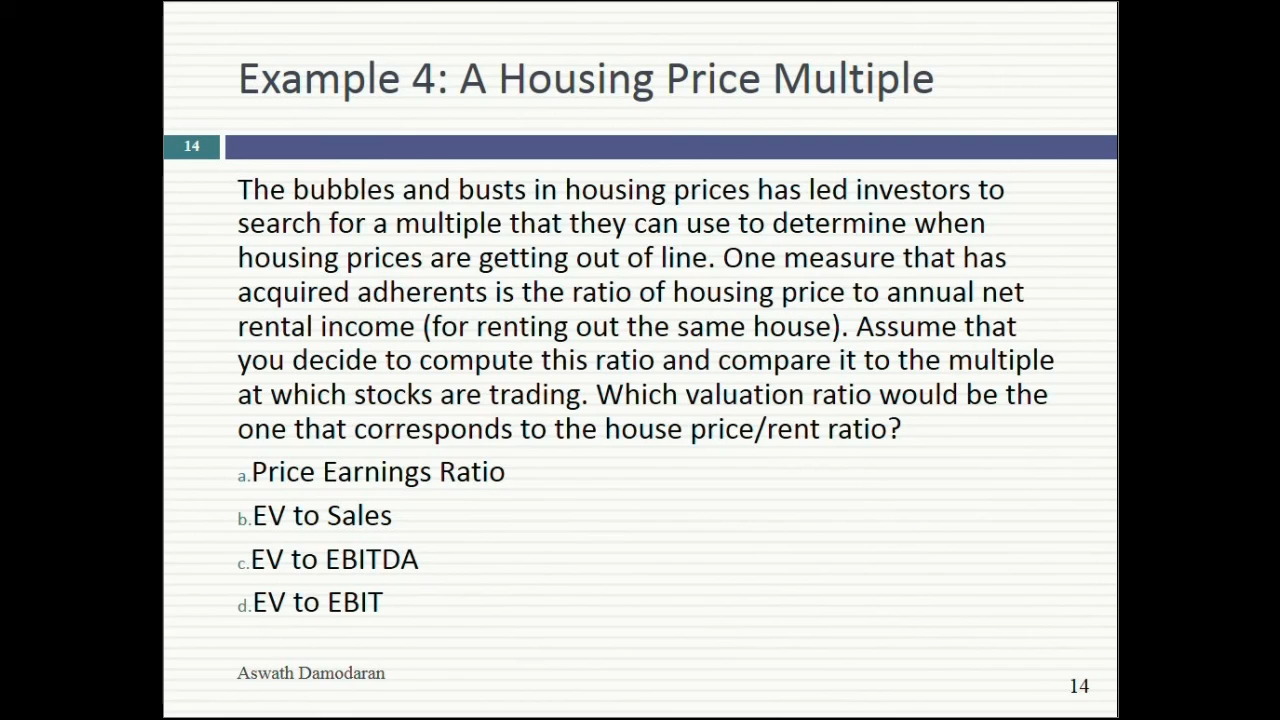 Example 4: A Housing Price Multiple
14
The bubbles and busts in housing prices has led investors to
search for a multiple that they can use to determine when
housing prices are getting out of line. One measure that has
acquired adherents is the ratio of housing price to annual net
rental income (for renting out the same house). Assume that
you decide to compute this ratio and compare it to the multiple
at which stocks are trading. Which valuation ratio would be the
one that corresponds to the house price/rent ratio?
a.Price Earnings Ratio
b.EV to Sales
c.EV to EBITDA
d.EV to EBIT
Aswath Damodaran
14